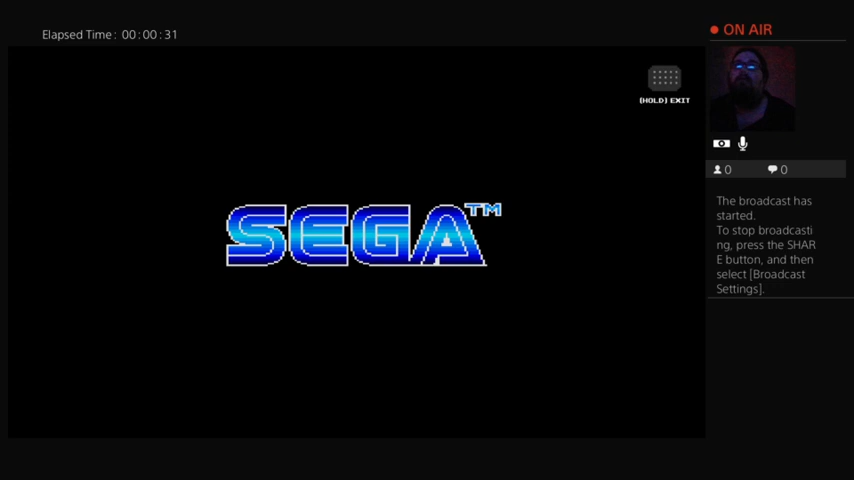 Elapsed Time: 00:00:31
ON AIR
(HOLD) EXIT
SEGA™
0 0
The broadcast has
started.
To stop broadcasti
ng, press the SHAR
E button, and then
select [Broadcast
Settings].